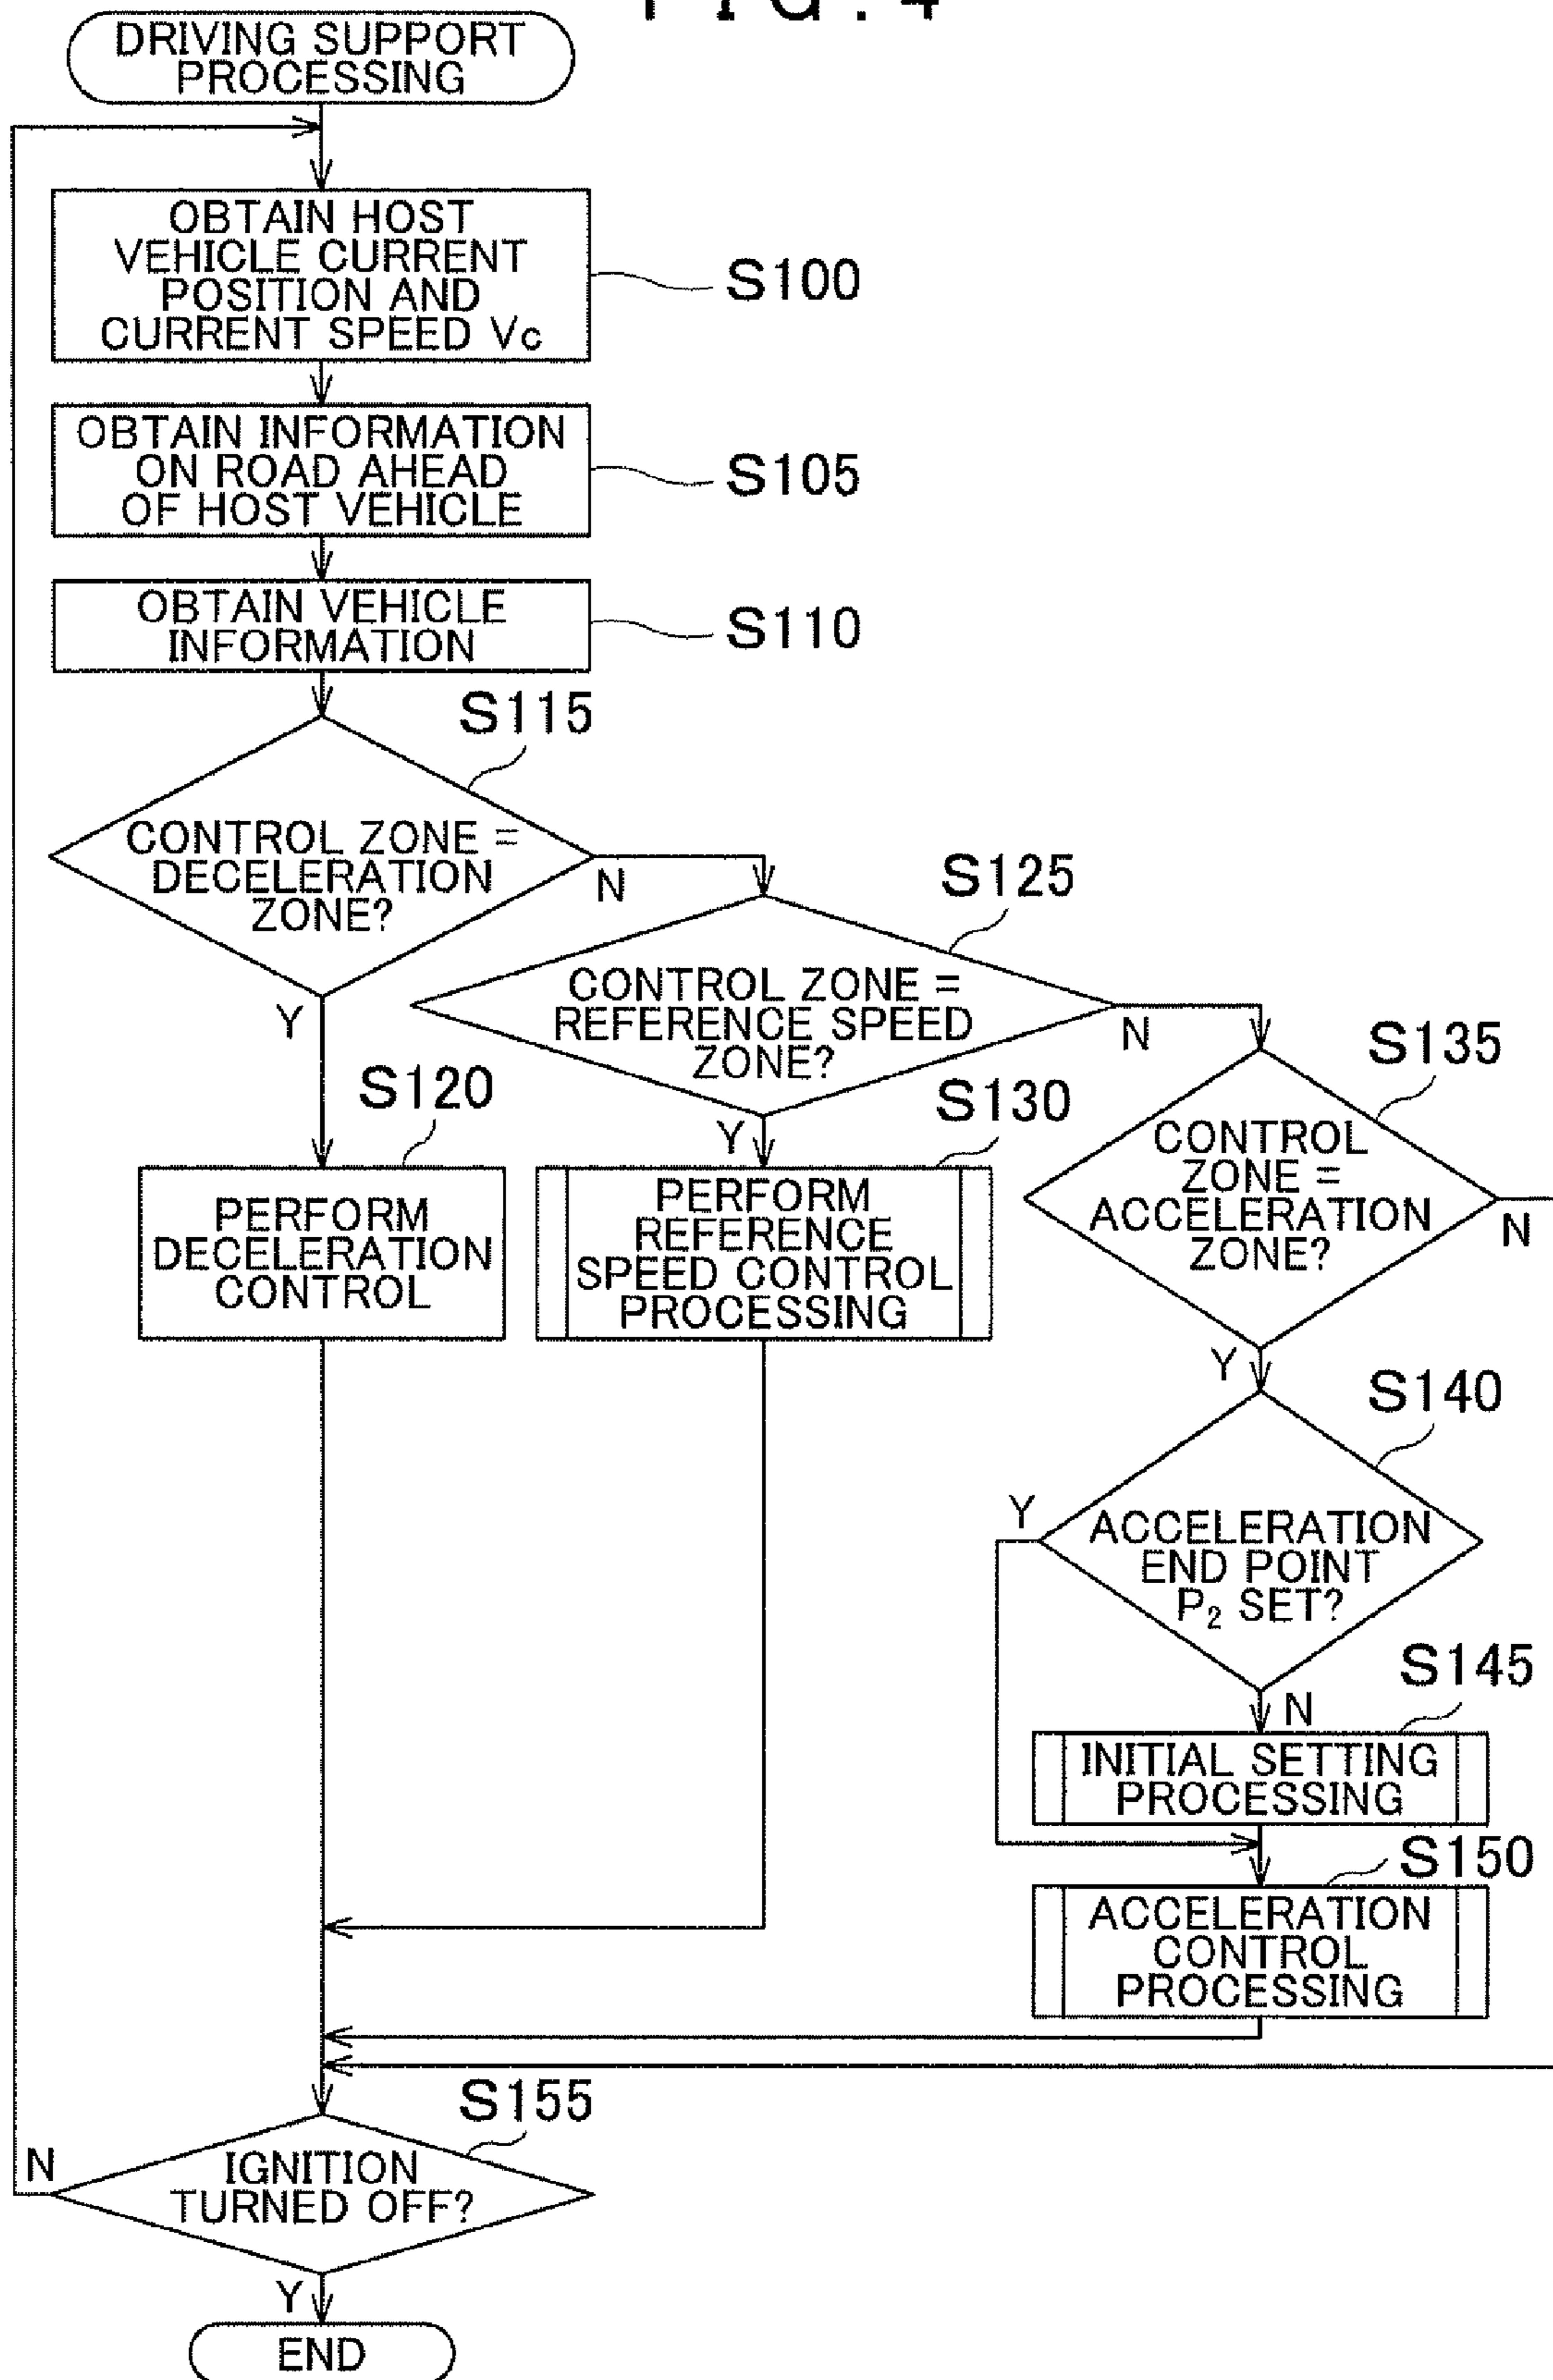 FIG.4
DRIVING SUPPORT
PROCESSING
OBTAIN HOST
VEHICLE CURRENT
POSITION AND
CURRENT SPEED Vc
S100
OBTAIN INFORMATION
ON ROAD AHEAD
OF HOST VEHICLE
S105
OBTAIN VEHICLE
INFORMATION
S110
S115
CONTROL ZONE =
DECELERATION
ZONE?
N
Y
S125
CONTROL ZONE =
REFERENCE SPEED
ZONE?
N
Y
S120
PERFORM
DECELERATION
CONTROL
S130
PERFORM
REFERENCE
SPEED CONTROL
PROCESSING
S135
CONTROL
ZONE =
ACCELERATION
ZONE?
N
Y
S140
Y
ACCELERATION
END POINT
P₂ SET?
N
S145
INITIAL SETTING
PROCESSING
S150
ACCELERATION
CONTROL
PROCESSING
S155
N
IGNITION
TURNED OFF?
Y
END